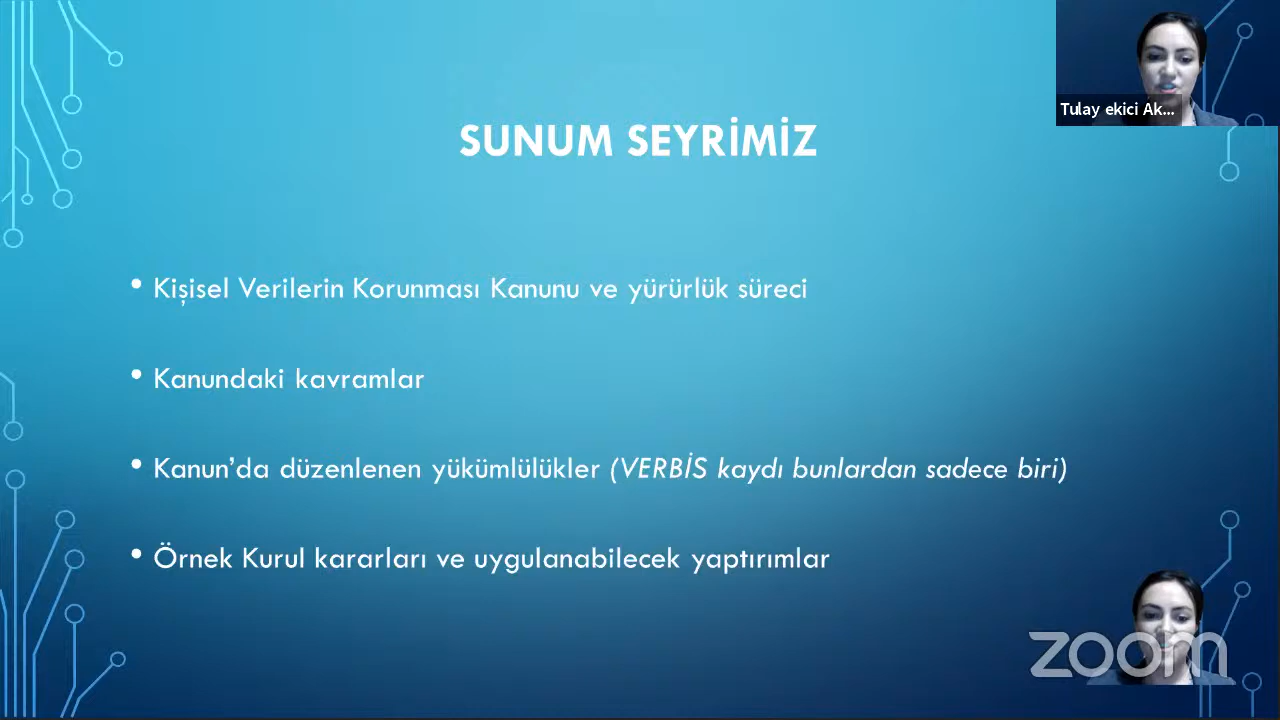 Tulay ekici Ak...
SUNUM SEYRİMİZ
• Kişisel Verilerin Korunması Kanunu ve yürürlük süreci
• Kanundaki kavramlar
• Kanun’da düzenlenen yükümlülükler (VERBİS kaydı bunlardan sadece biri)
• Örnek Kurul kararları ve uygulanabilecek yaptırımlar
zoom